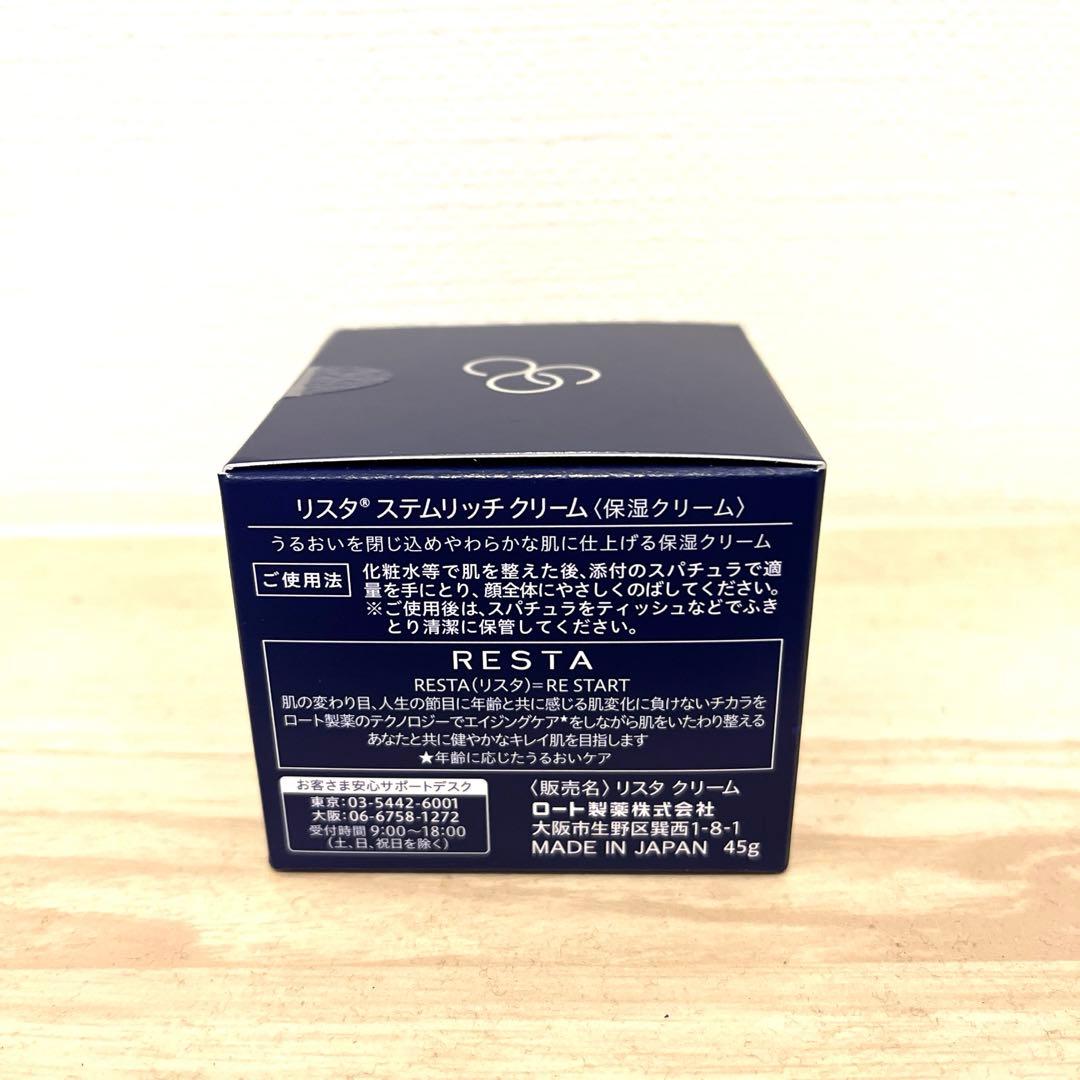 リスタ® ステムリッチ クリーム〈保湿クリーム〉
うるおいを閉じ込めやわらかな肌に仕上げる保湿クリーム
ご使用法
化粧水等で肌を整えた後、添付のスパチュラで適
量を手にとり、顔全体にやさしくのばしてください。
※ご使用後は、スパチュラをティッシュなどでふき
とり清潔に保管してください。
RESTA
RESTA(リスタ)=RE START
肌の変わり目、人生の節目に年齢と共に感じる肌変化に負けないチカラを
ロート製薬のテクノロジーでエイジングケア★をしながら肌をいたわり整える
あなたと共に健やかなキレイ肌を目指します
★年齢に応じたうるおいケア
お客さま安心サポートデスク
東京:03-5442-6001
大阪:06-6758-1272
受付時間 9:00〜18:00
(土、日、祝日を除く)
〈販売名〉リスタ クリーム
ロート製薬株式会社
大阪市生野区巽西1-8-1
MADE IN JAPAN 45g